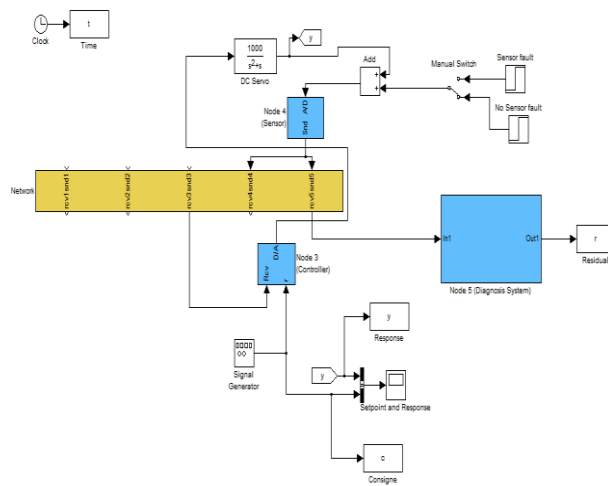 t
Clock
Time
1000
s²+s
DC Servo
y
Add
+
+
Manual Switch
Sensor fault
No Sensor fault
Node 4
(Sensor)
A/D
Snd
Network
rcv1snd1
rcv2snd2
rcv3snd3
rcv4snd4
rcv5snd5
D/A
Rcv
r
Node 3
(Controller)
In1
Out1
Node 5 (Diagnosis System)
r
Residual
Signal
Generator
y
Response
y
Setpoint and Response
c
Consigne